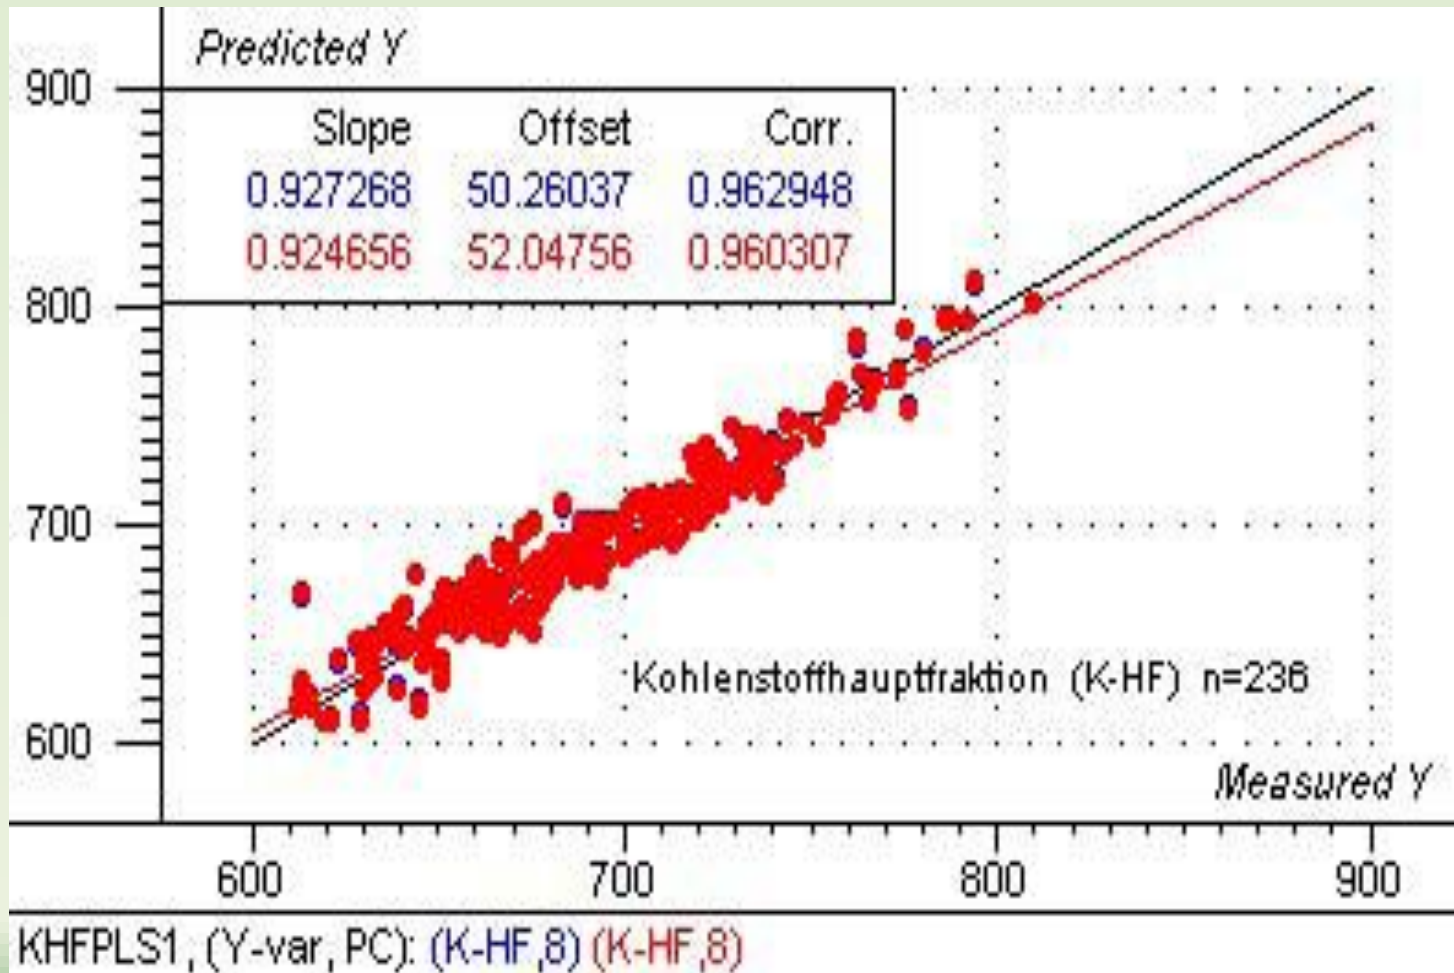 Predicted Y
900
Slope Offset Corr.
0.927268 50.26037 0.962948
0.924656 52.04756 0.960307
800
700
Kohlenstoffhauptfraktion (K-HF) n=236
600
Measured Y
600 700 800 900
KHFPLS1, (Y-var, PC): (K-HF,8) (K-HF,8)